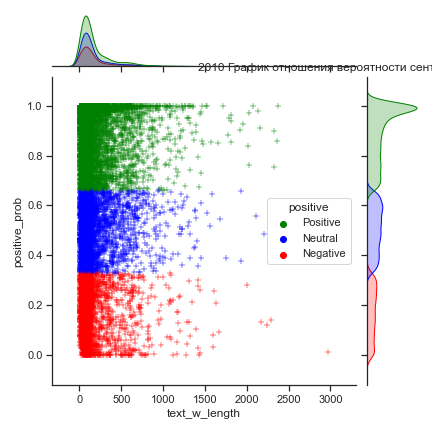 2010 График отношения вероятности сент
1.0
0.8
0.6
0.4
0.2
0.0
positive_prob
positive
Positive
Neutral
Negative
0 500 1000 1500 2000 2500 3000
text_w_length